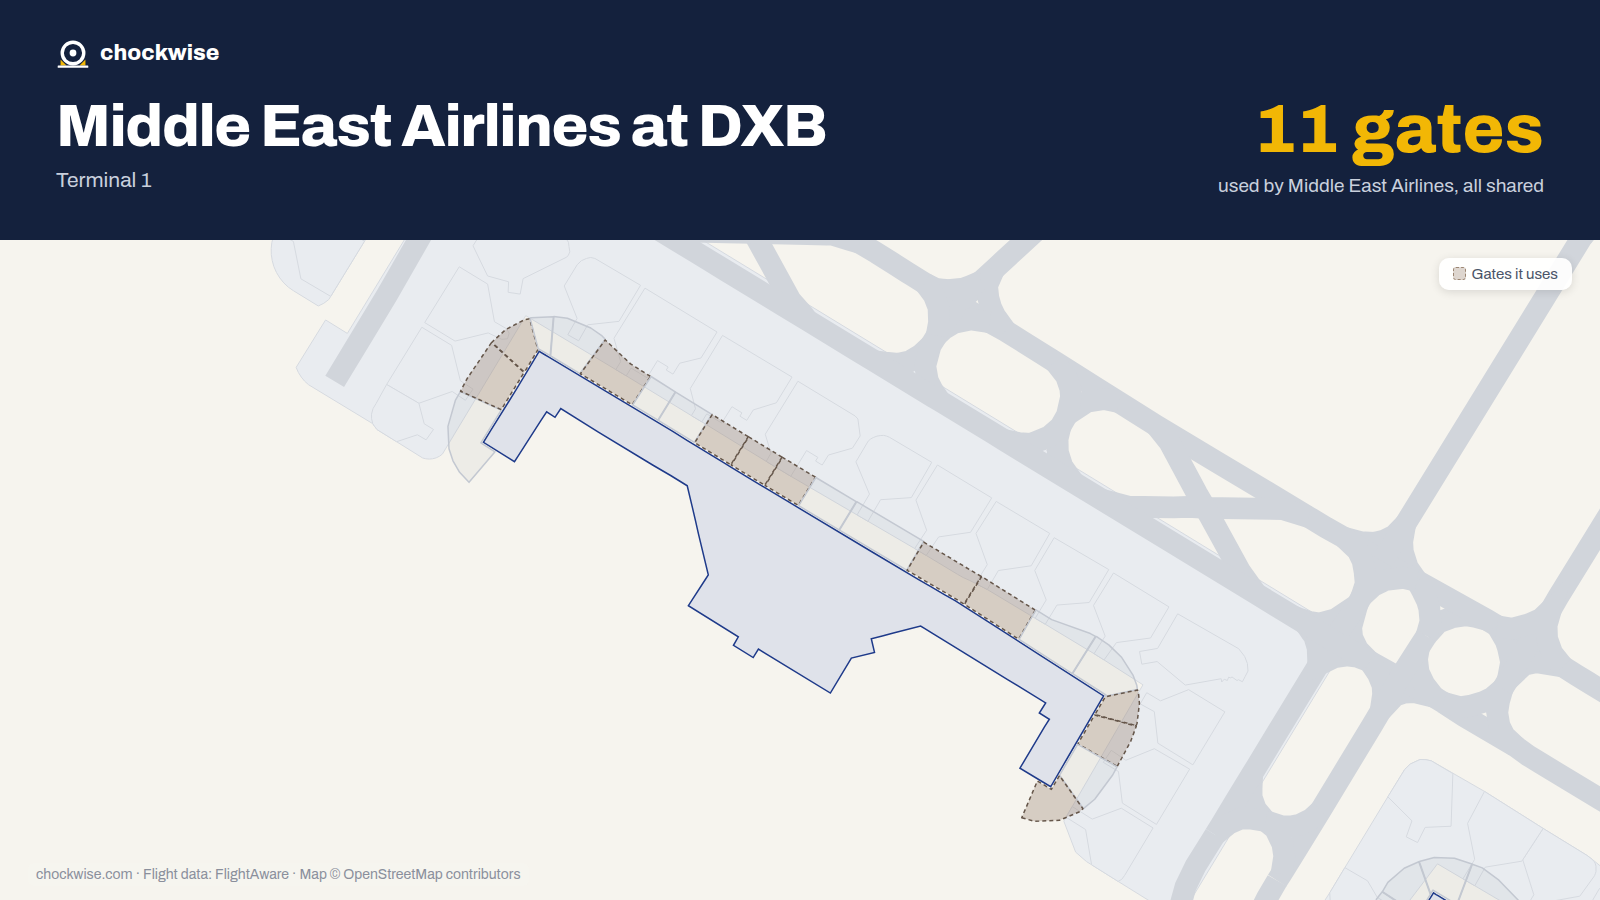 chockwise
Middle East Airlines at DXB
Terminal 1
11 gates
used by Middle East Airlines, all shared
Gates it uses
chockwise.com · Flight data: FlightAware · Map © OpenStreetMap contributors